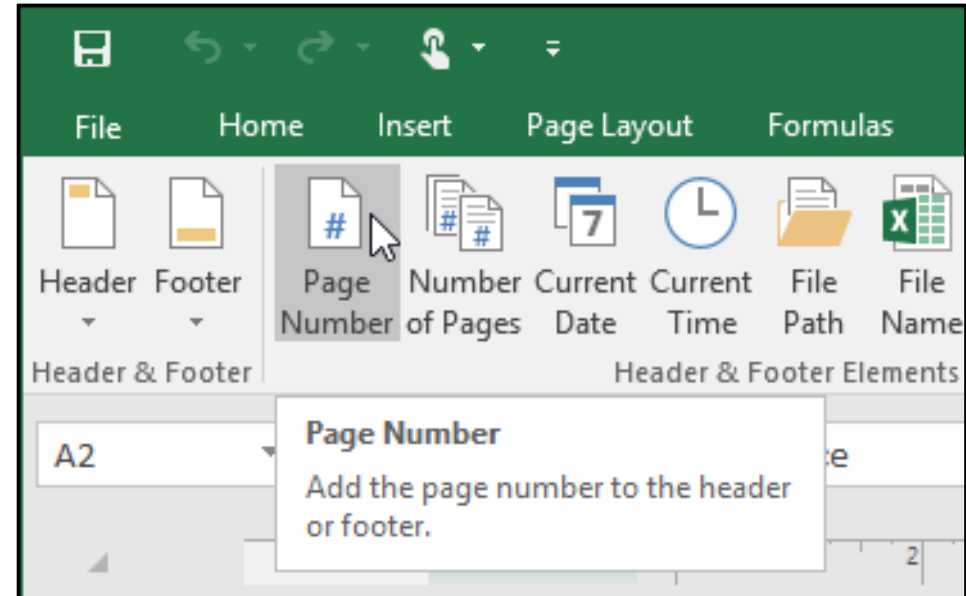 File Home Insert Page Layout Formulas
# # # 7 X
Header Footer Page Number Current Current File File
Number of Pages Date Time Path Name
Header & Footer Header & Footer Elements
A2
Page Number
Add the page number to the header
or footer.
2